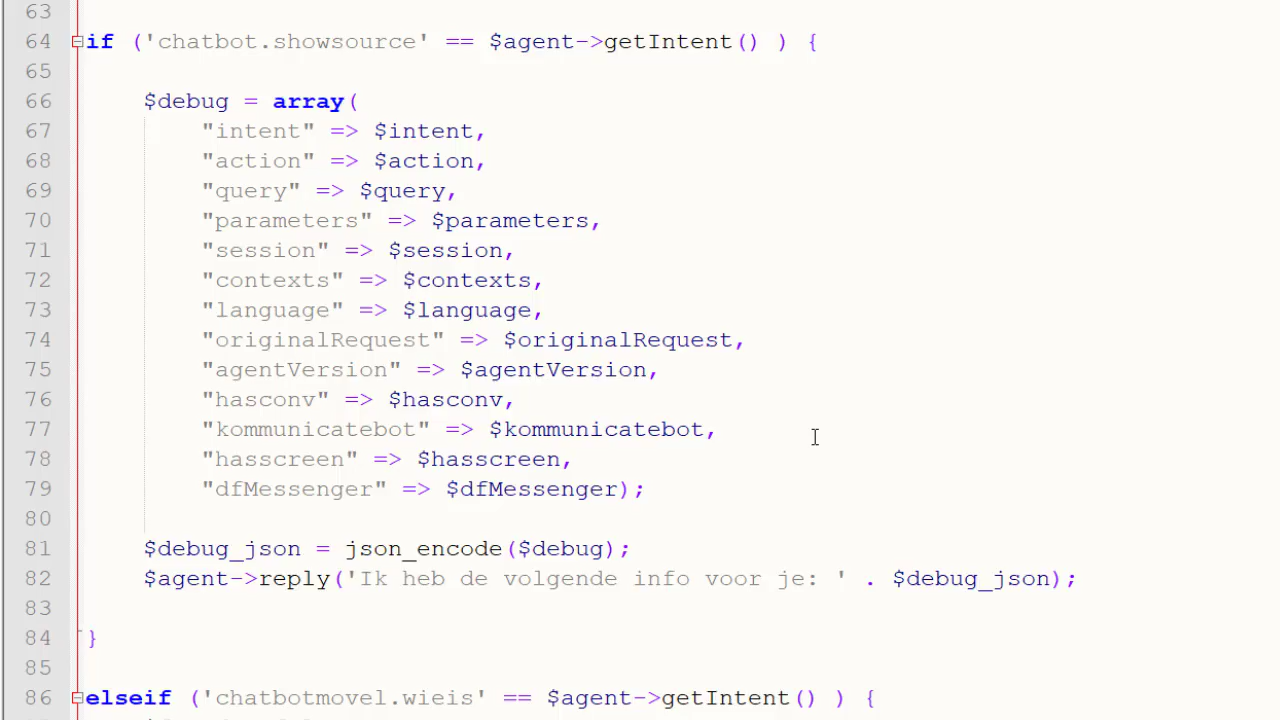 63
64 if ('chatbot.showsource' == $agent->getIntent() ) {
65
66 $debug = array(
67 "intent" => $intent,
68 "action" => $action,
69 "query" => $query,
70 "parameters" => $parameters,
71 "session" => $session,
72 "contexts" => $contexts,
73 "language" => $language,
74 "originalRequest" => $originalRequest,
75 "agentVersion" => $agentVersion,
76 "hasconv" => $hasconv,
77 "kommunicatebot" => $kommunicatebot,
78 "hasscreen" => $hasscreen,
79 "dfMessenger" => $dfMessenger);
80
81 $debug_json = json_encode($debug);
82 $agent->reply('Ik heb de volgende info voor je: ' . $debug_json);
83
84 }
85
86 elseif ('chatbotmovel.wieis' == $agent->getIntent() ) {